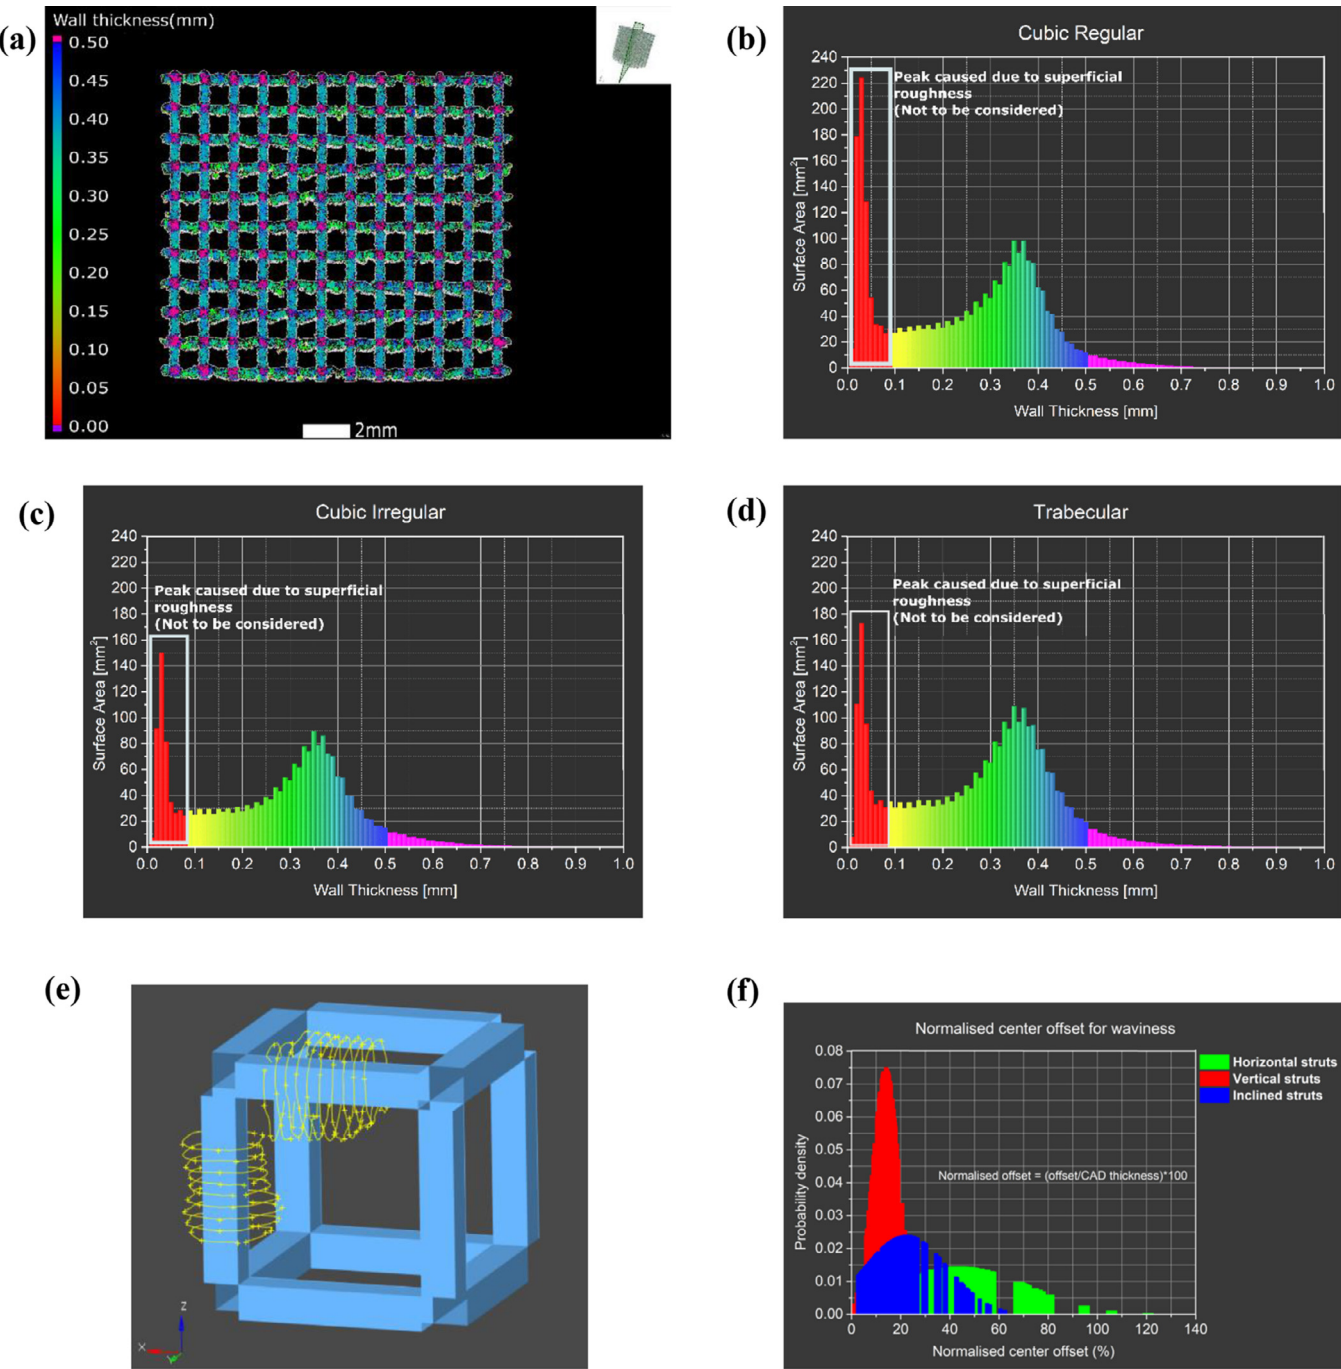 (a)
Wall thickness(mm)
0.50
0.45
0.40
0.35
0.30
0.25
0.20
0.15
0.10
0.05
0.00
2mm
(b)
Cubic Regular
Peak caused due to superficial
roughness
(Not to be considered)
Surface Area [mm²]
240
220
200
180
160
140
120
100
80
60
40
20
0
0.0 0.1 0.2 0.3 0.4 0.5 0.6 0.7 0.8 0.9 1.0
Wall Thickness [mm]
(c)
Cubic Irregular
Peak caused due to superficial
roughness
(Not to be considered)
Surface Area [mm²]
240
220
200
180
160
140
120
100
80
60
40
20
0
0.0 0.1 0.2 0.3 0.4 0.5 0.6 0.7 0.8 0.9 1.0
Wall Thickness [mm]
(d)
Trabecular
Peak caused due to superficial
roughness
(Not to be considered)
Surface Area [mm²]
240
220
200
180
160
140
120
100
80
60
40
20
0
0.0 0.1 0.2 0.3 0.4 0.5 0.6 0.7 0.8 0.9 1.0
Wall Thickness [mm]
(e)
Z
X
Y
(f)
Normalised center offset for waviness
Horizontal struts
Vertical struts
Inclined struts
Normalised offset = (offset/CAD thickness)*100
Probability density
0.08
0.07
0.06
0.05
0.04
0.03
0.02
0.01
0.00
0 20 40 60 80 100 120 140
Normalised center offset (%)